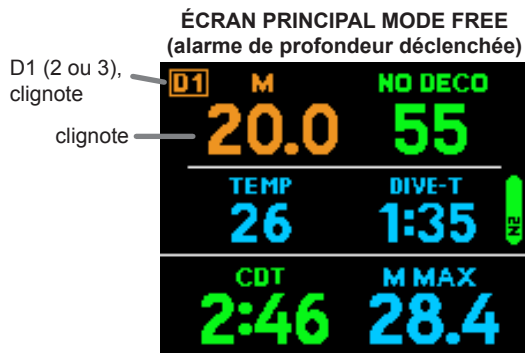 ÉCRAN PRINCIPAL MODE FREE
(alarme de profondeur déclenchée)
D1 (2 ou 3),
clignote
D1 M NO DECO
clignote
20.0 55
TEMP DIVE-T
26 1:35
N2
CDT M MAX
2:46 28.4